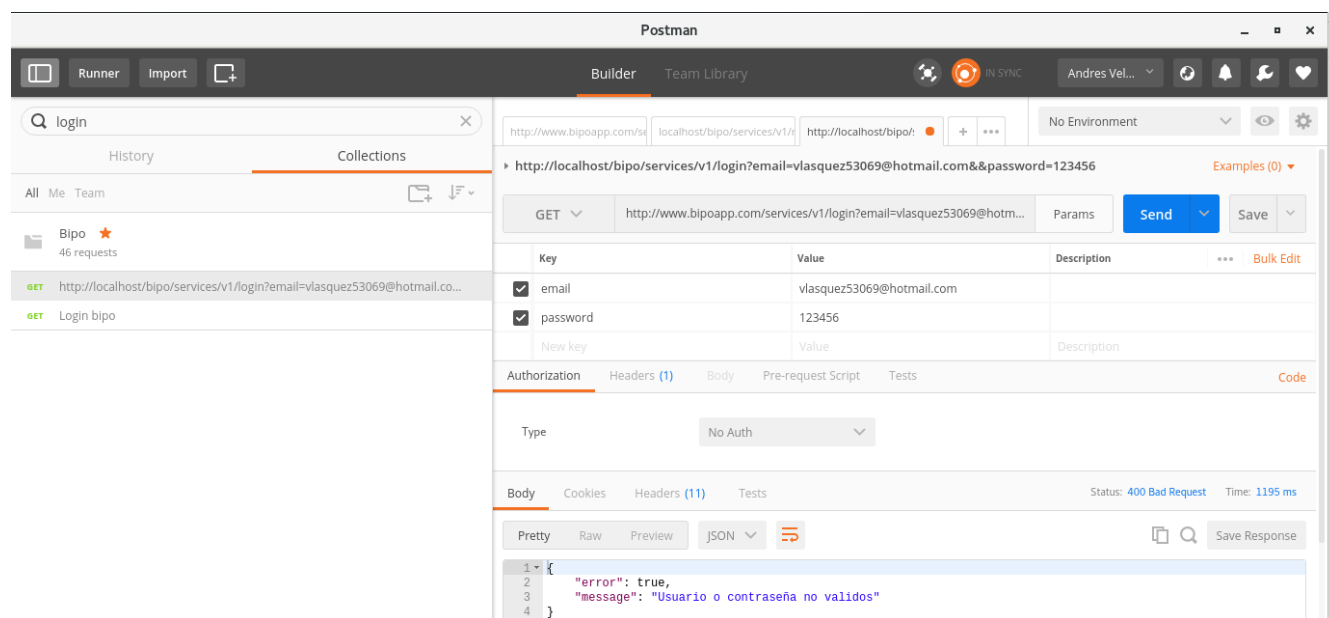 Postman
Runner Import Builder Team Library IN SYNC Andres Vel...
login
History Collections
All Me Team
Bipo
46 requests
GET http://localhost/bipo/services/v1/login?email=vlasquez53069@hotmail.co...
GET Login bipo
http://www.bipoapp.com/se localhost/bipo/services/v1/r http://localhost/bipo/s + •••
No Environment
http://localhost/bipo/services/v1/login?email=vlasquez53069@hotmail.com&&password=123456 Examples (0)
GET http://www.bipoapp.com/services/v1/login?email=vlasquez53069@hotm... Params Send Save
Key Value Description ••• Bulk Edit
email vlasquez53069@hotmail.com
password 123456
New key Value Description
Authorization Headers (1) Body Pre-request Script Tests Code
Type No Auth
Body Cookies Headers (11) Tests Status: 400 Bad Request Time: 1195 ms
Pretty Raw Preview JSON Save Response
1 {
2 "error": true,
3 "message": "Usuario o contraseña no validos"
4 }